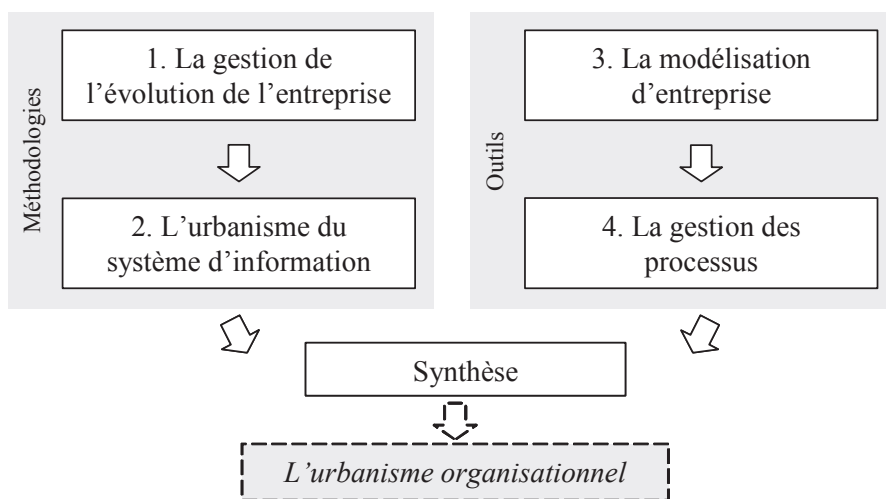 Méthodologies
1. La gestion de
l'évolution de l'entreprise
2. L'urbanisme du
système d'information
Outils
3. La modélisation
d'entreprise
4. La gestion des
processus
Synthèse
L'urbanisme organisationnel